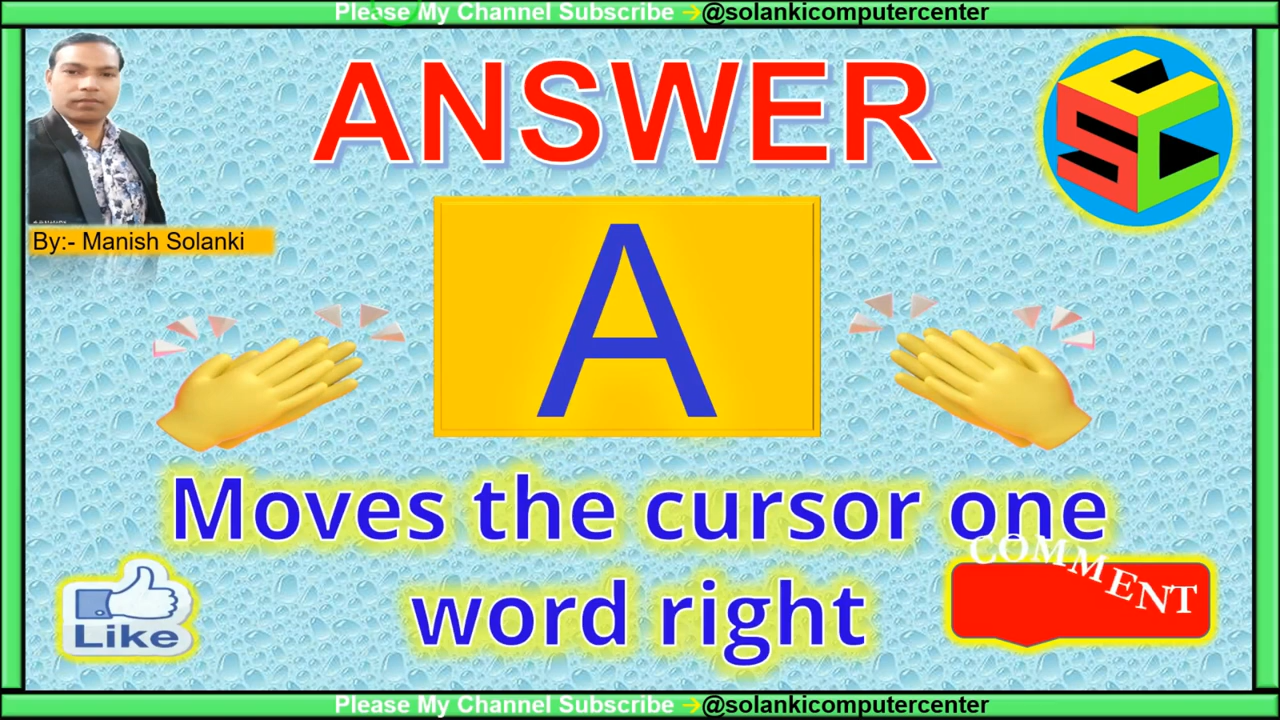 Please My Channel Subscribe →@solankicomputercenter
ANSWER
By:- Manish Solanki
A
Moves the cursor one
word right
COMMENT
Like
Please My Channel Subscribe →@solankicomputercenter